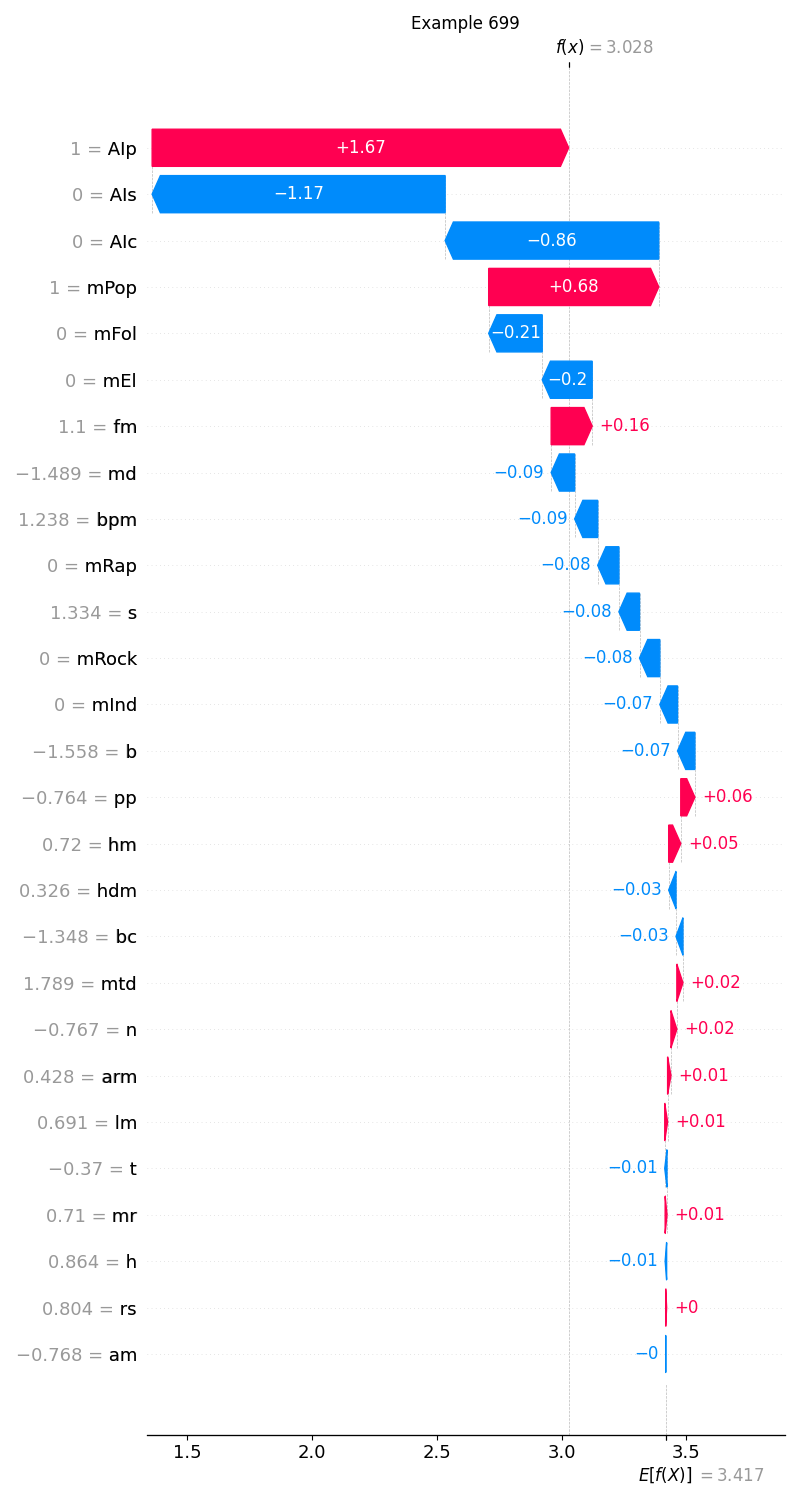 Example 699
f(x) = 3.028
1 = AIp
+1.67
0 = AIs
−1.17
0 = AIc
−0.86
1 = mPop
+0.68
0 = mFol
−0.21
0 = mEl
−0.2
1.1 = fm
+0.16
−1.489 = md
−0.09
1.238 = bpm
−0.09
0 = mRap
−0.08
1.334 = s
−0.08
0 = mRock
−0.08
0 = mInd
−0.07
−1.558 = b
−0.07
−0.764 = pp
+0.06
0.72 = hm
+0.05
0.326 = hdm
−0.03
−1.348 = bc
−0.03
1.789 = mtd
+0.02
−0.767 = n
+0.02
0.428 = arm
+0.01
0.691 = lm
+0.01
−0.37 = t
−0.01
0.71 = mr
+0.01
0.864 = h
−0.01
0.804 = rs
+0
−0.768 = am
−0
1.5 2.0 2.5 3.0 3.5
E[f(X)] = 3.417